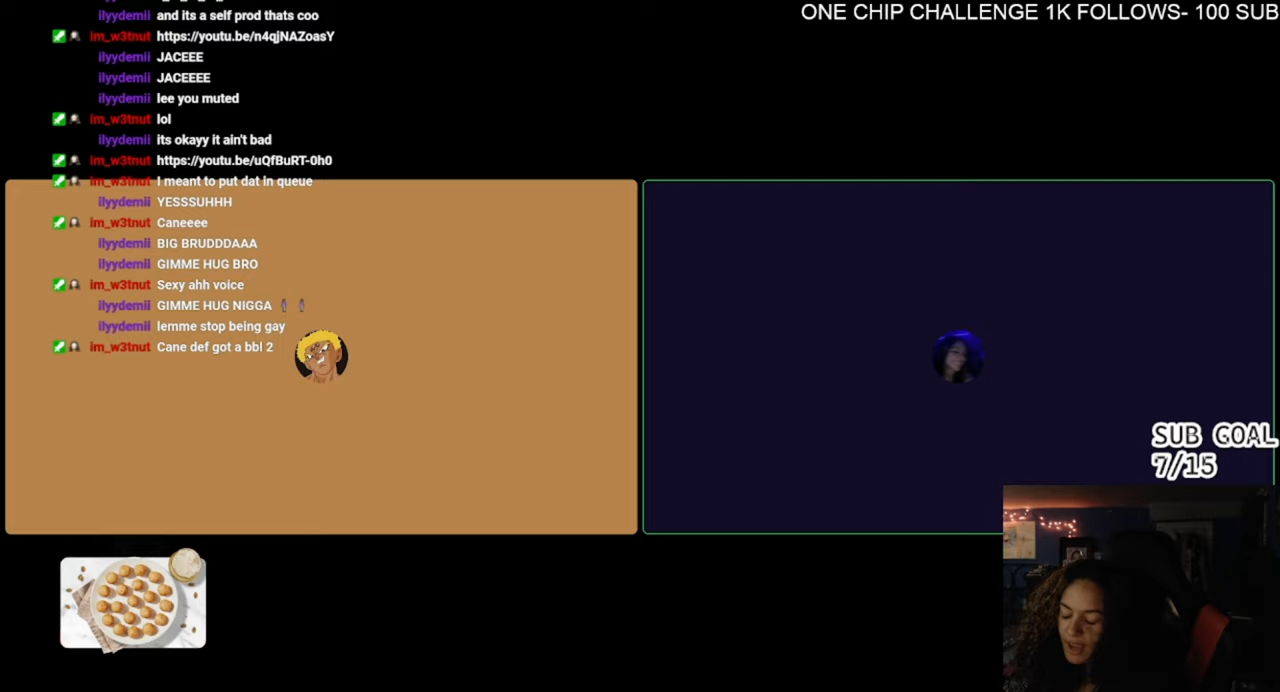 ONE CHIP CHALLENGE 1K FOLLOWS- 100 SUB
ilyydemii and its a self prod thats coo
im_w3tnut https://youtu.be/n4qjNAZoasY
ilyydemii JACEEE
ilyydemii JACEEEE
ilyydemii lee you muted
im_w3tnut lol
ilyydemii its okayy it ain't bad
im_w3tnut https://youtu.be/uQfBuRT-0h0
im_w3tnut I meant to put dat in queue
ilyydemii YESSSUHHH
im_w3tnut Caneeee
ilyydemii BIG BRUDDDAAA
ilyydemii GIMME HUG BRO
im_w3tnut Sexy ahh voice
ilyydemii GIMME HUG NIGGA
ilyydemii lemme stop being gay
im_w3tnut Cane def got a bbl 2
SUB GOAL
7/15